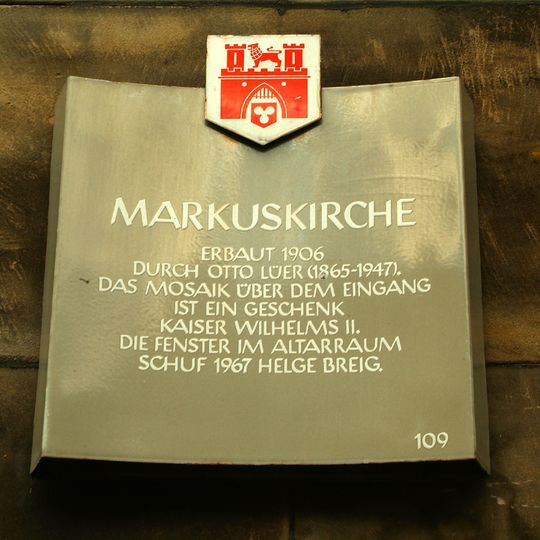 MARKUSKIRCHE
ERBAUT 1906
DURCH OTTO LÜER (1865-1947).
DAS MOSAIK ÜBER DEM EINGANG
IST EIN GESCHENK
KAISER WILHELMS II.
DIE FENSTER IM ALTARRAUM
SCHUF 1967 HELGE BREIG.
109